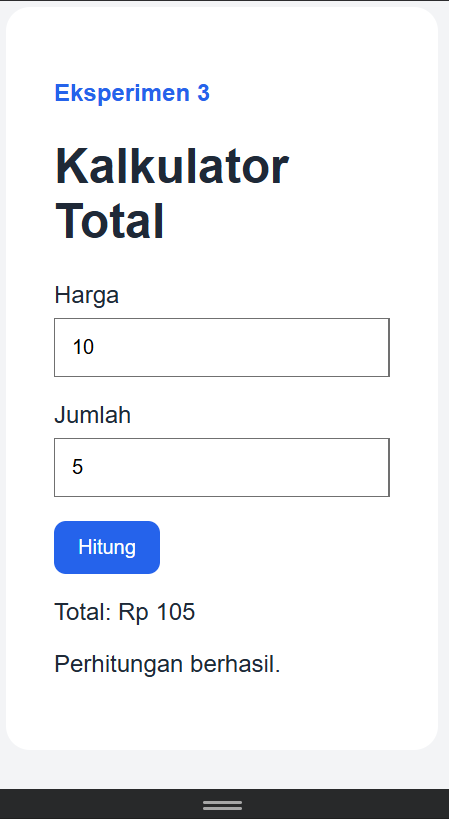 Eksperimen 3
Kalkulator
Total
Harga
10
Jumlah
5
Hitung
Total: Rp 105
Perhitungan berhasil.